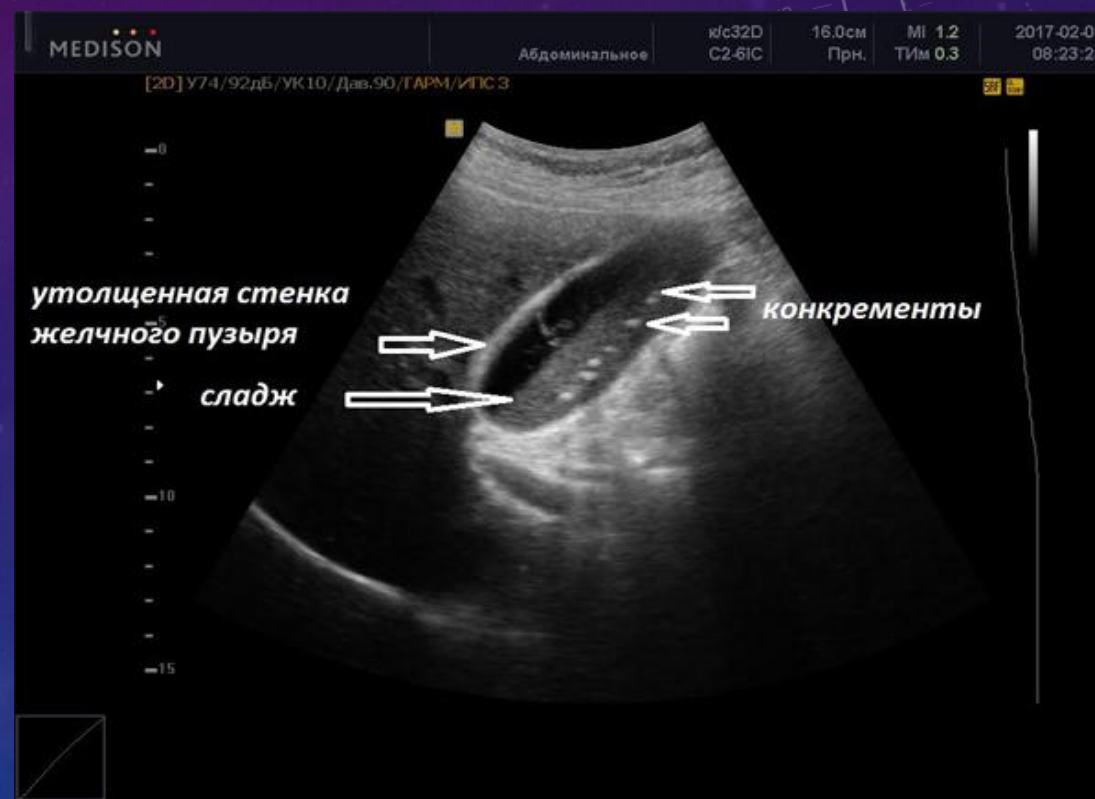 MEDISON
Абдоминальное
к/с32D
C2-6IC
16.0см
Прн.
MI 1.2
ТИм 0.3
2017-02-0
08:23:2
[2D] У74/92дБ/УК10/Дав.90/ГАРМ/ИПС 3
0
утолщенная стенка
желчного пузыря
5
сладж
конкременты
10
15